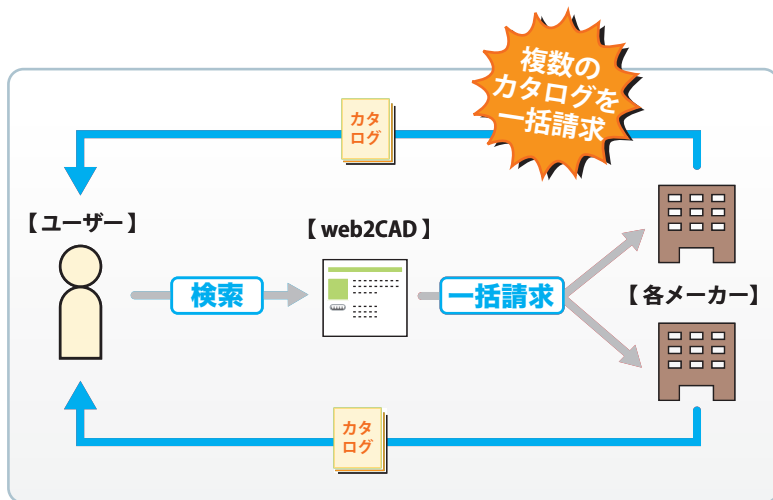 複数の
カタログを
一括請求
カタ
ログ
【ユーザー】
【web2CAD】
検索
一括請求
【各メーカー】
カタ
ログ